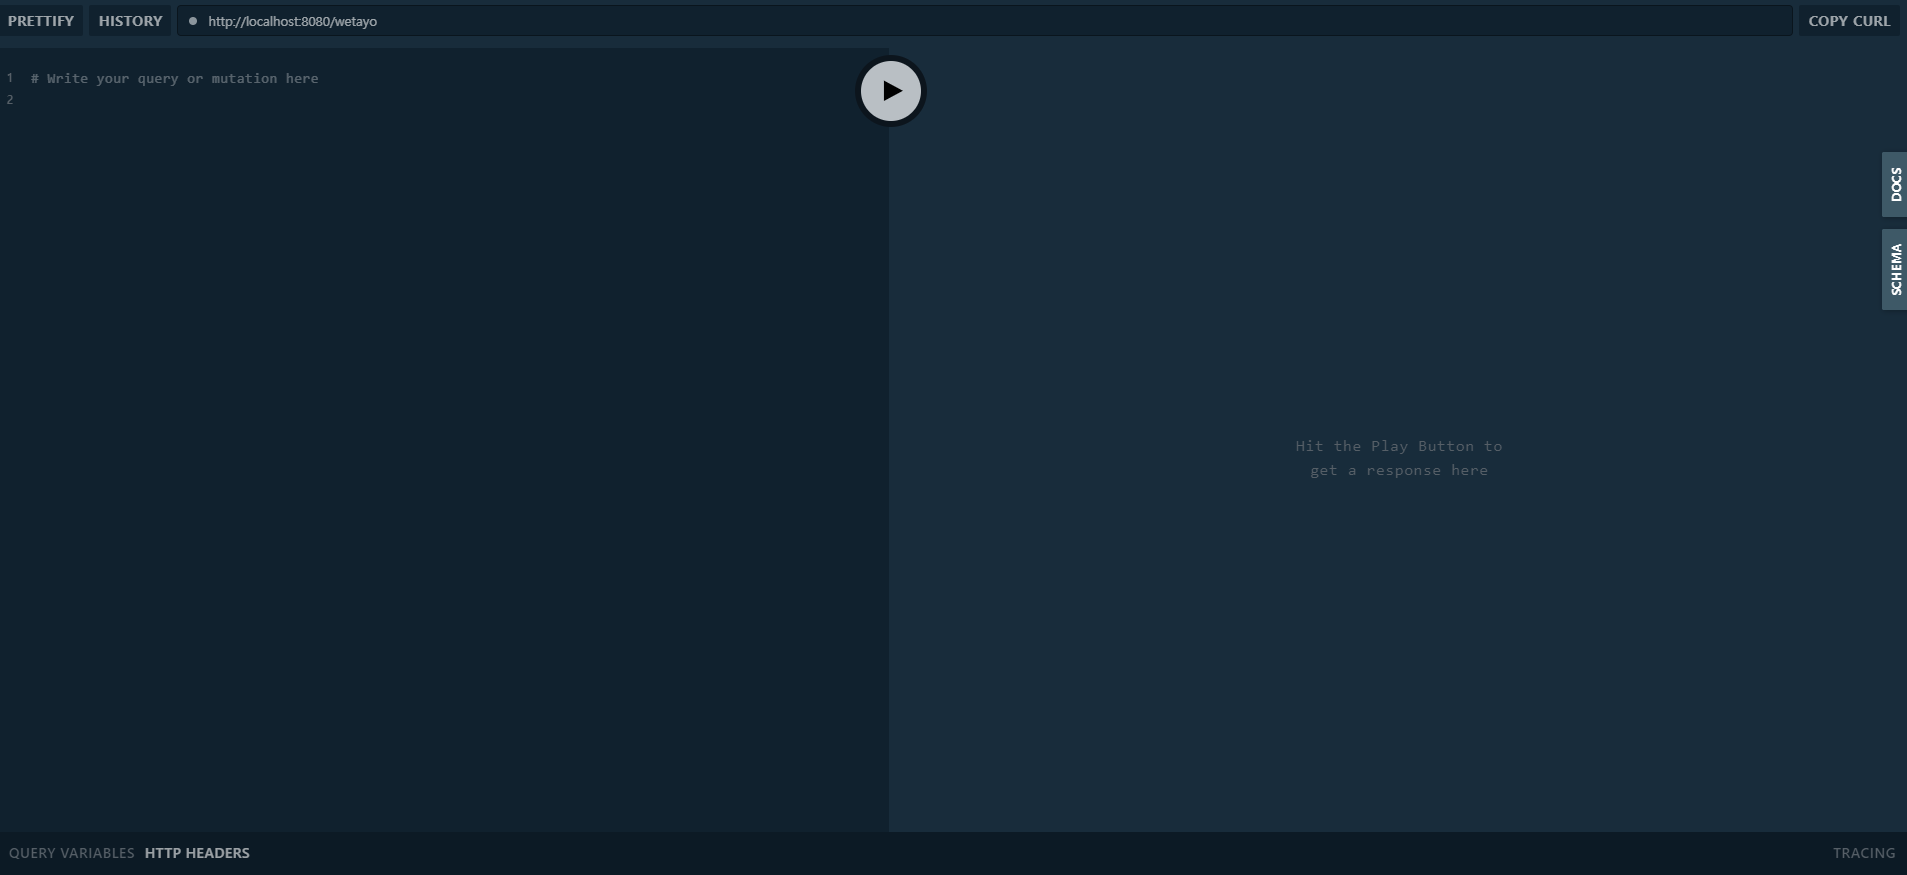 PRETTIFY HISTORY http://localhost:8080/wetayo COPY CURL
1 # Write your query or mutation here
2
DOCS
SCHEMA
Hit the Play Button to
get a response here
QUERY VARIABLES HTTP HEADERS TRACING